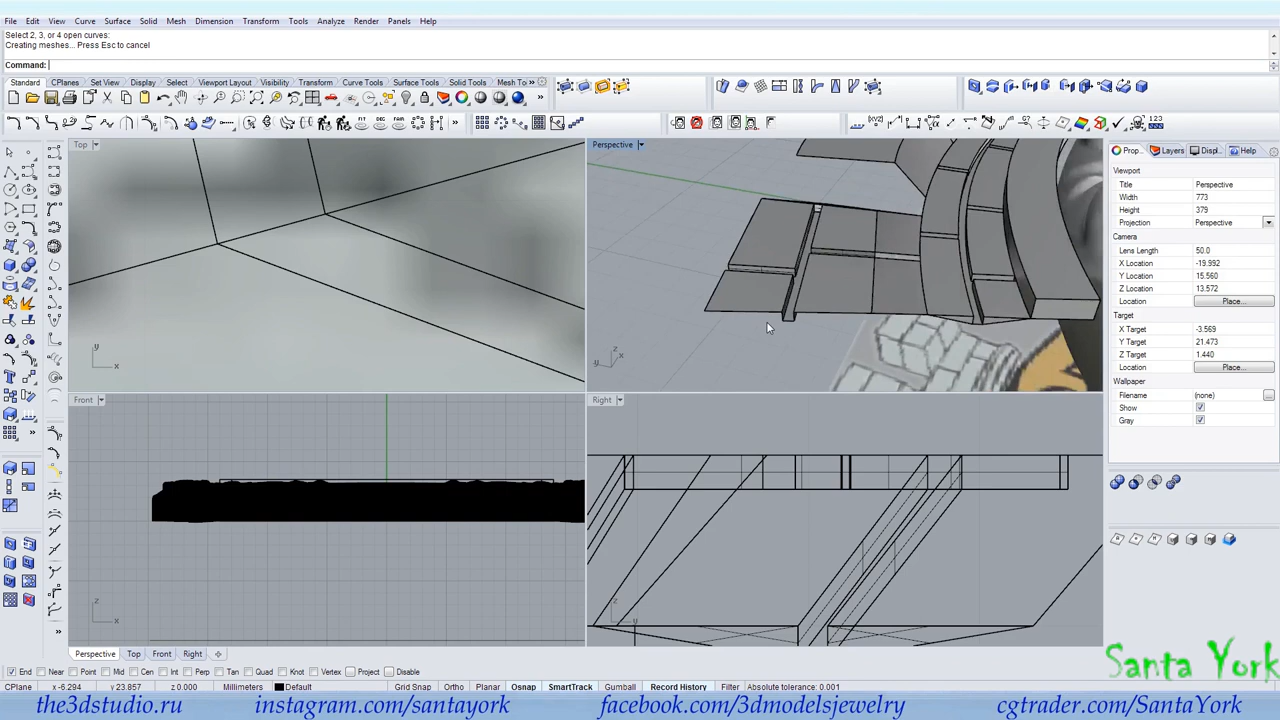 File Edit View Curve Surface Solid Mesh Dimension Transform Tools Analyze Render Panels Help
Select 2, 3, or 4 open curves:
Creating meshes... Press Esc to cancel
Command:
Standard CPlanes Set View Display Select Viewport Layout Visibility Transform Curve Tools Surface Tools Solid Tools Mesh To
Top
Perspective
Prop... Layers Displ... Help
Viewport
Title Perspective
Width 773
Height 379
Projection Perspective
Camera
Lens Length 50.0
X Location -19.992
Y Location 15.560
Z Location 13.572
Location Place...
Target
X Target -3.569
Y Target 21.473
Z Target 1.440
Location Place...
Wallpaper
Filename (none)
Show
Gray
Front
Right
Perspective Top Front Right
End Near Point Mid Cen Int Perp Tan Quad Knot Vertex Project Disable
CPlane x -6.294 y 23.857 z 0.000 Millimeters Default Grid Snap Ortho Planar Osnap SmartTrack Gumball Record History Filter Absolute tolerance: 0.001
Santa York
the3dstudio.ru instagram.com/santayork facebook.com/3dmodelsjewelry cgtrader.com/SantaYork